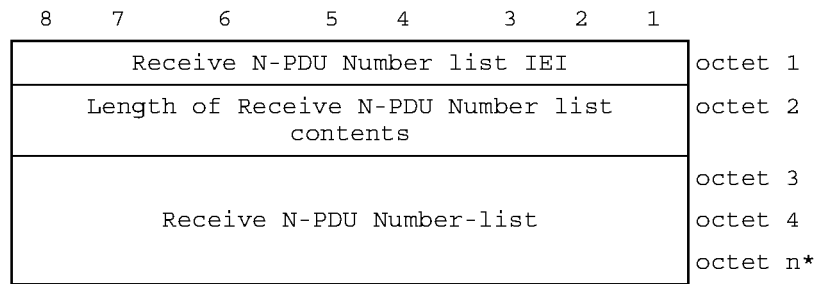 8 7 6 5 4 3 2 1
Receive N-PDU Number list IEI octet 1
Length of Receive N-PDU Number list octet 2
contents
octet 3
Receive N-PDU Number-list octet 4
octet n*